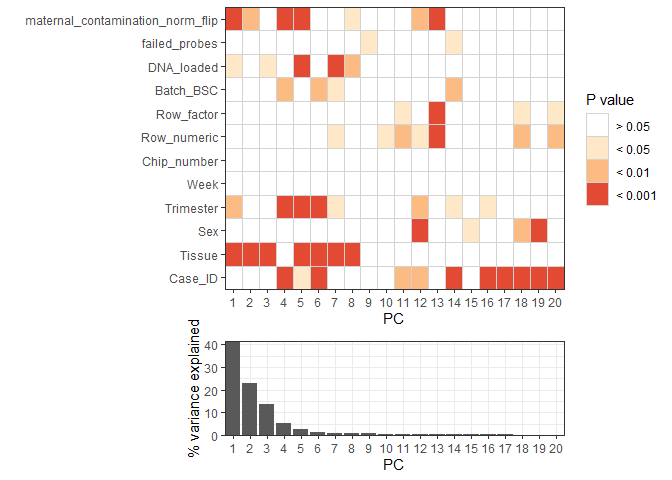 maternal_contamination_norm_flip
failed_probes
DNA_loaded
Batch_BSC
Row_factor
Row_numeric
Chip_number
Week
Trimester
Sex
Tissue
Case_ID
1 2 3 4 5 6 7 8 9 10 11 12 13 14 15 16 17 18 19 20
PC
P value
> 0.05
< 0.05
< 0.01
< 0.001
% variance explained
40
30
20
10
0
1 2 3 4 5 6 7 8 9 10 11 12 13 14 15 16 17 18 19 20
PC